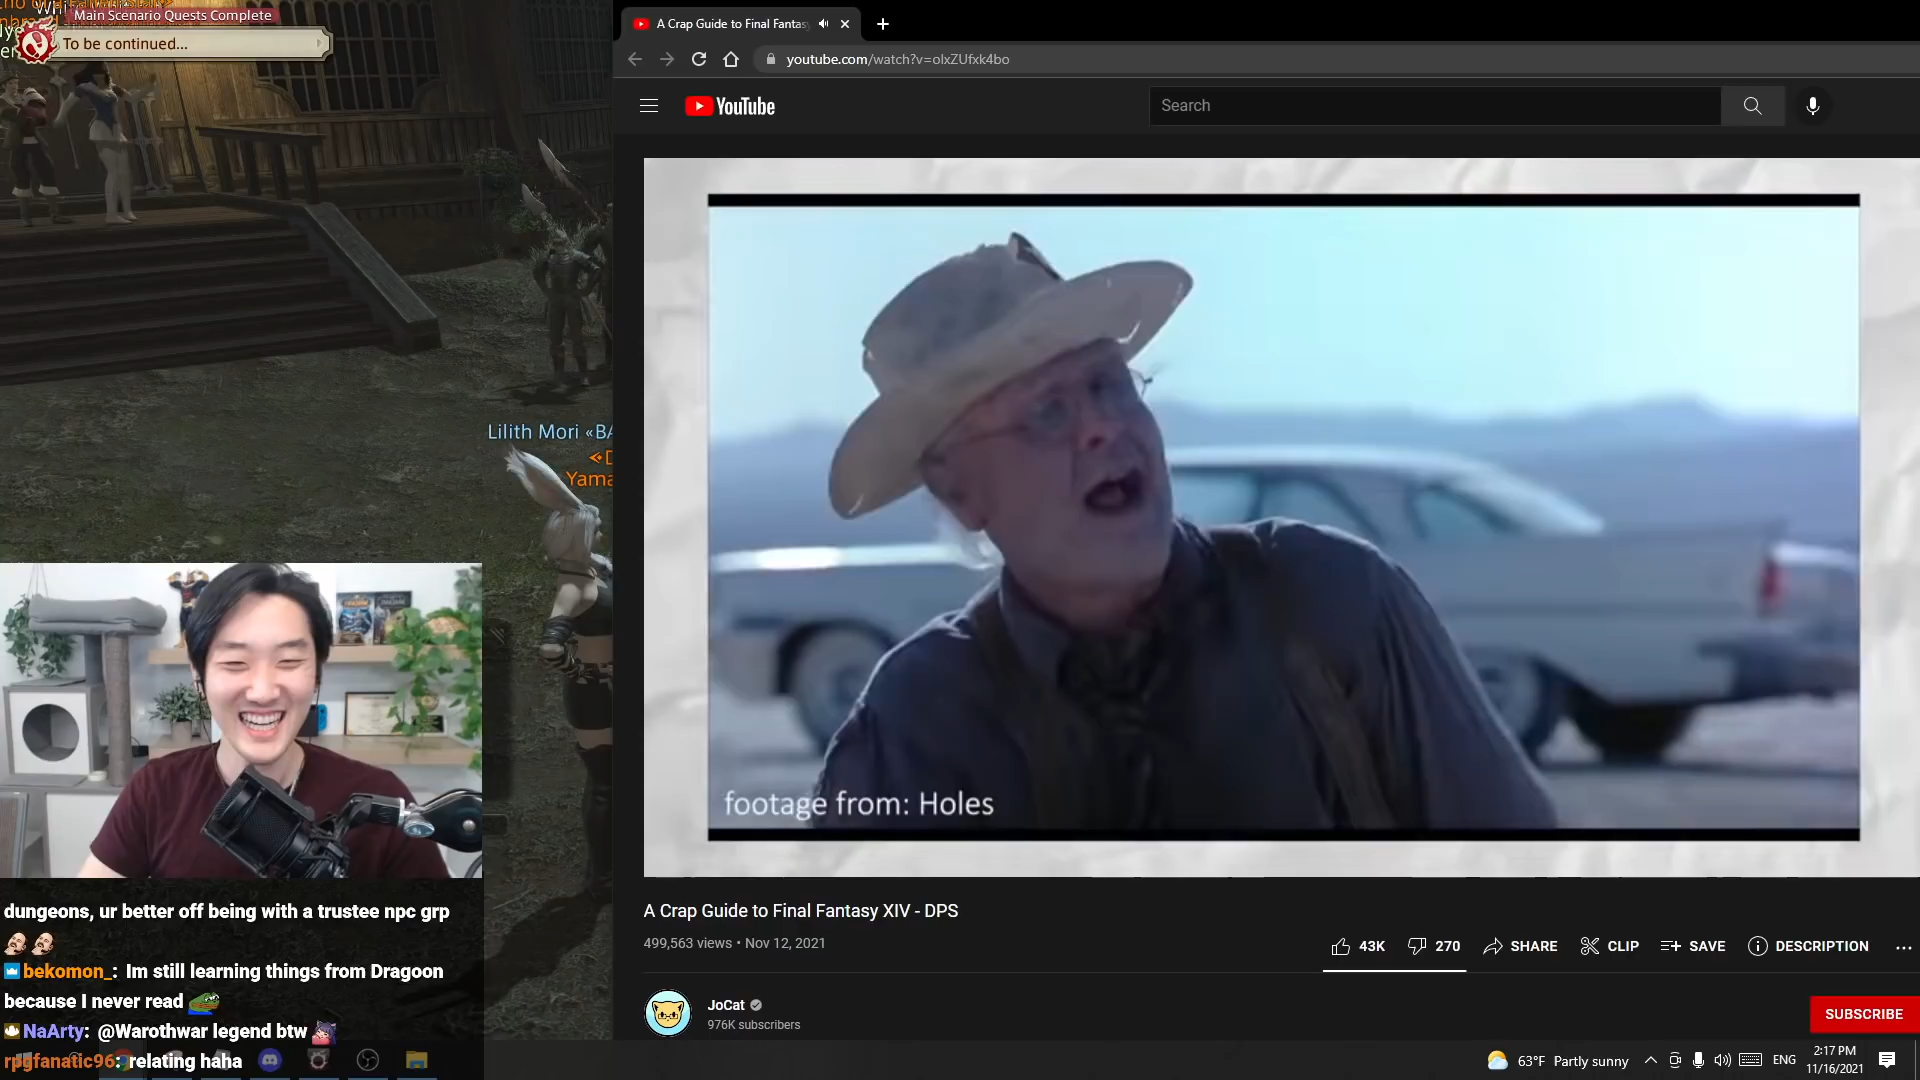 Main Scenario Quests Complete
To be continued...
A Crap Guide to Final Fantas
youtube.com/watch?v=olxZUfxk4bo
YouTube
Search
Lilith Mori «BA
Yama
footage from: Holes
A Crap Guide to Final Fantasy XIV - DPS
499,563 views • Nov 12, 2021
43K
270
SHARE
CLIP
SAVE
DESCRIPTION
JoCat
976K subscribers
SUBSCRIBE
dungeons, ur better off being with a trustee npc grp
bekomon_: Im still learning things from Dragoon
because I never read
NaArty: @Warothwar legend btw
rpgfanatic96: relating haha
63°F Partly sunny
ENG
2:17 PM
11/16/2021